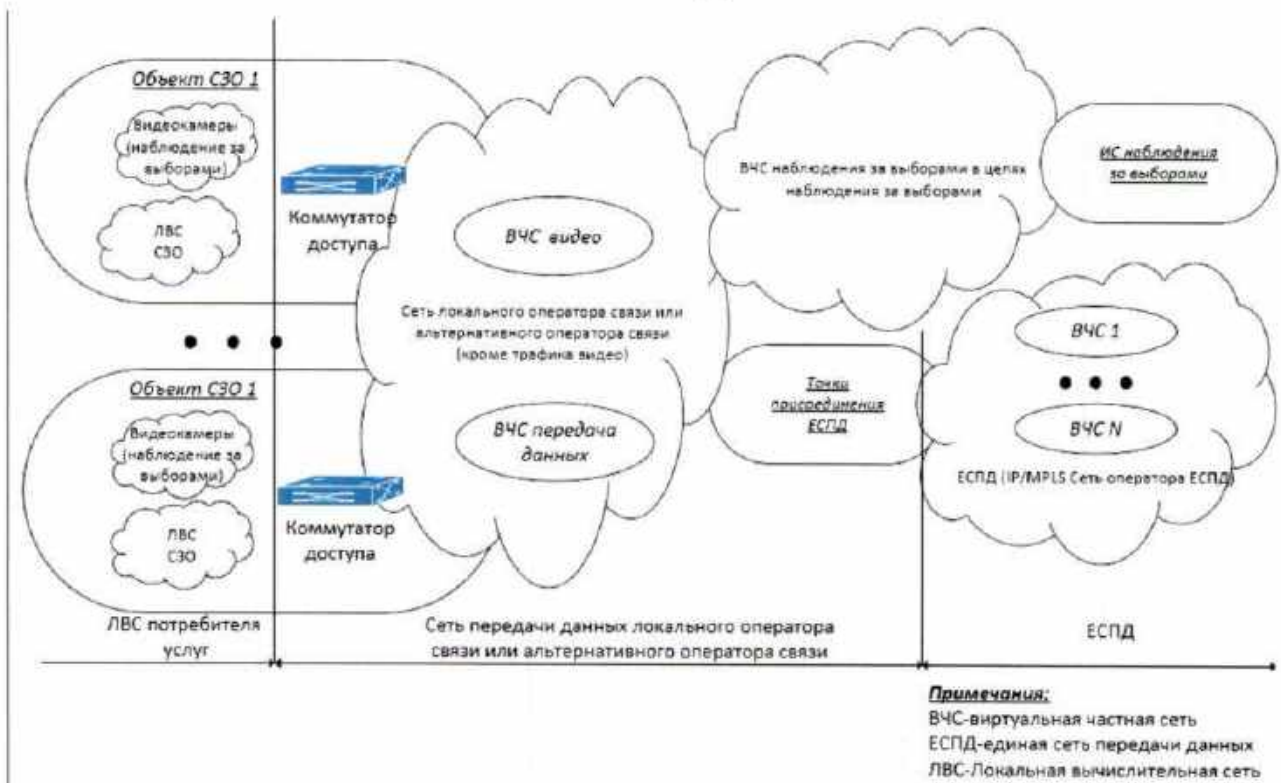 Объект СЗО 1
Видеокамеры
(наблюдение за
выборами)
ЛВС
СЗО
Коммутатор
доступа
ВЧС видео
Сеть локального оператора связи или
альтернативного оператора связи
(кроме трафика видео)
ВЧС передача
данных
ВЧС наблюдения за выборами в целях
наблюдения за выборами
ИС наблюдения
за выборами
Точки
присоединения
ЕСПД
ВЧС 1
ВЧС N
ЕСПД (IP/MPLS Сеть оператора ЕСПД)
Объект СЗО 1
Видеокамеры
(наблюдение за
выборами)
ЛВС
СЗО
Коммутатор
доступа
ЛВС потребителя
услуг
Сеть передачи данных локального оператора
связи или альтернативного оператора связи
ЕСПД
Примечания:
ВЧС-виртуальная частная сеть
ЕСПД-единая сеть передачи данных
ЛВС-Локальная вычислительная сеть